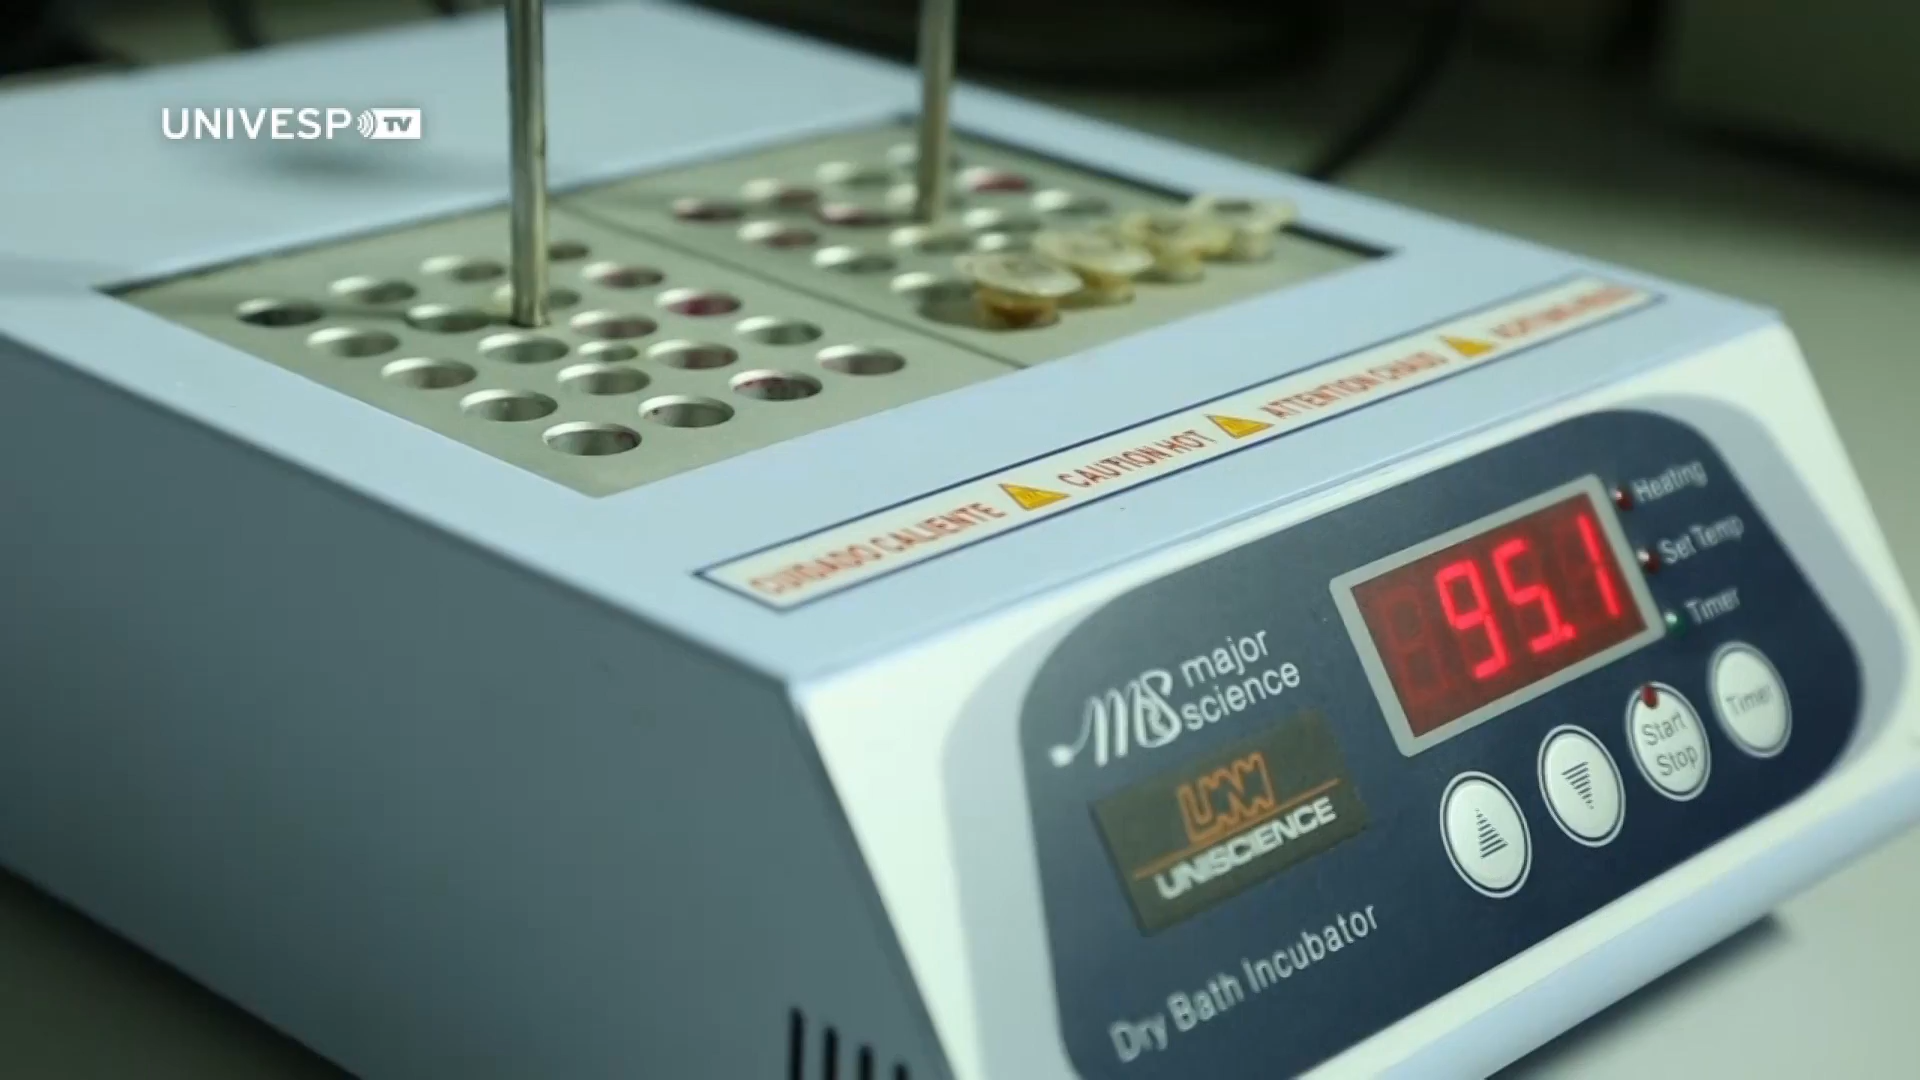 UNIVESP TV
CUIDADO CALIENTE CAUTION HOT ATTENTION CHAUD
95.1
Heating
Set Temp
Timer
MS major science
UNISCIENCE
Start Stop
Timer
Dry Bath Incubator